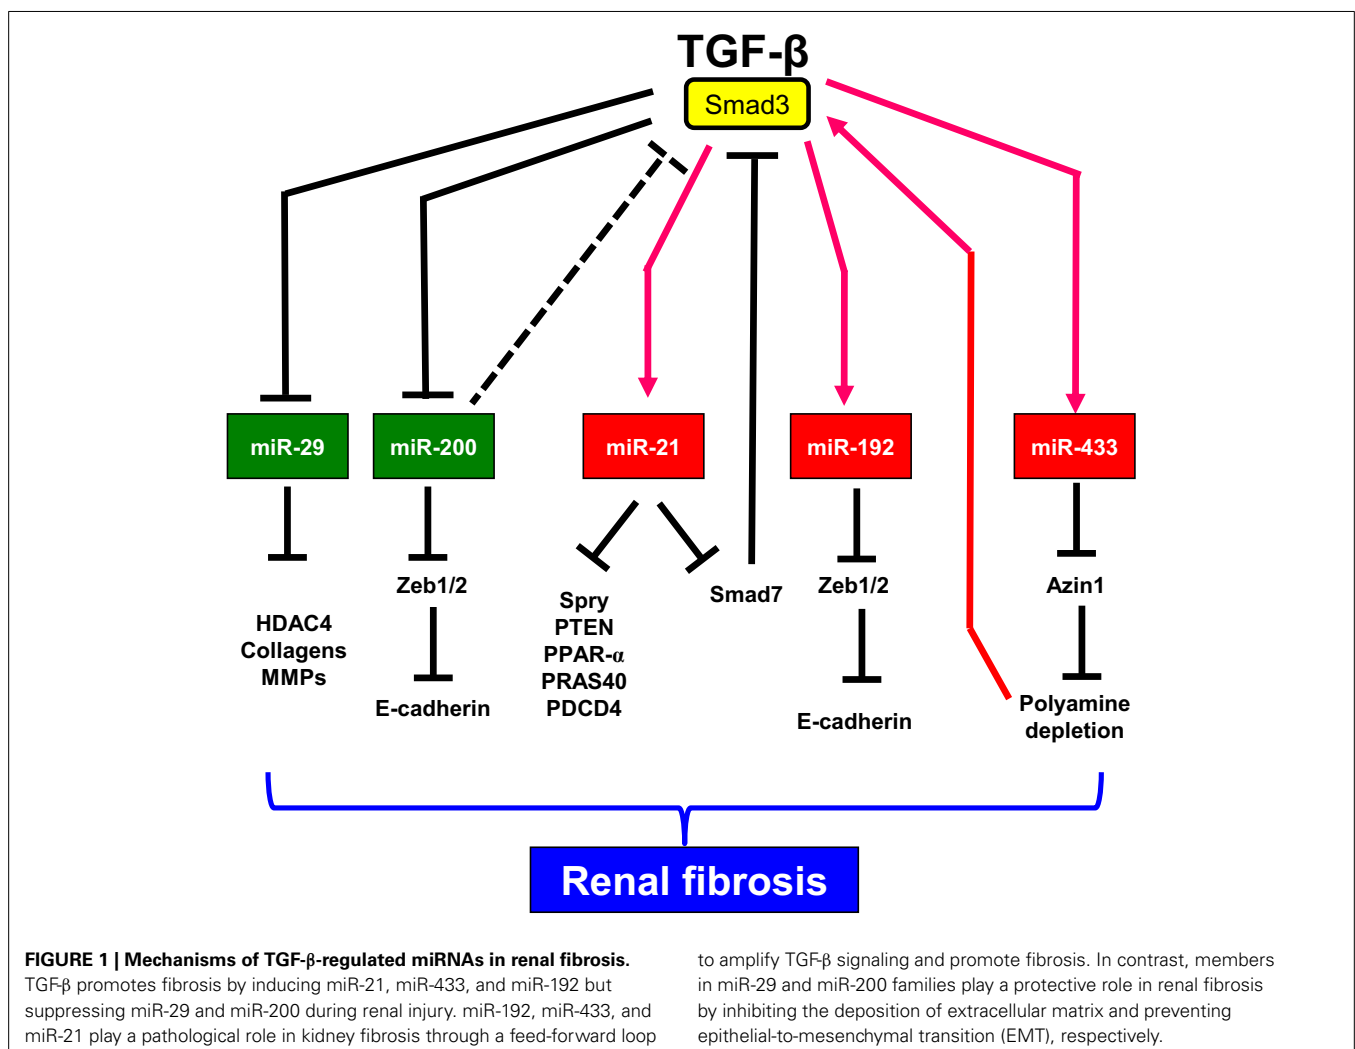 TGF-β
Smad3
miR-29
miR-200
miR-21
miR-192
miR-433
HDAC4
Collagens
MMPs
Zeb1/2
E-cadherin
Spry
PTEN
PPAR-α
PRAS40
PDCD4
Smad7
Zeb1/2
E-cadherin
Azin1
Polyamine
depletion
Renal fibrosis
FIGURE 1 | Mechanisms of TGF-β-regulated miRNAs in renal fibrosis.
TGF-β promotes fibrosis by inducing miR-21, miR-433, and miR-192 but
suppressing miR-29 and miR-200 during renal injury. miR-192, miR-433, and
miR-21 play a pathological role in kidney fibrosis through a feed-forward loop
to amplify TGF-β signaling and promote fibrosis. In contrast, members
in miR-29 and miR-200 families play a protective role in renal fibrosis
by inhibiting the deposition of extracellular matrix and preventing
epithelial-to-mesenchymal transition (EMT), respectively.